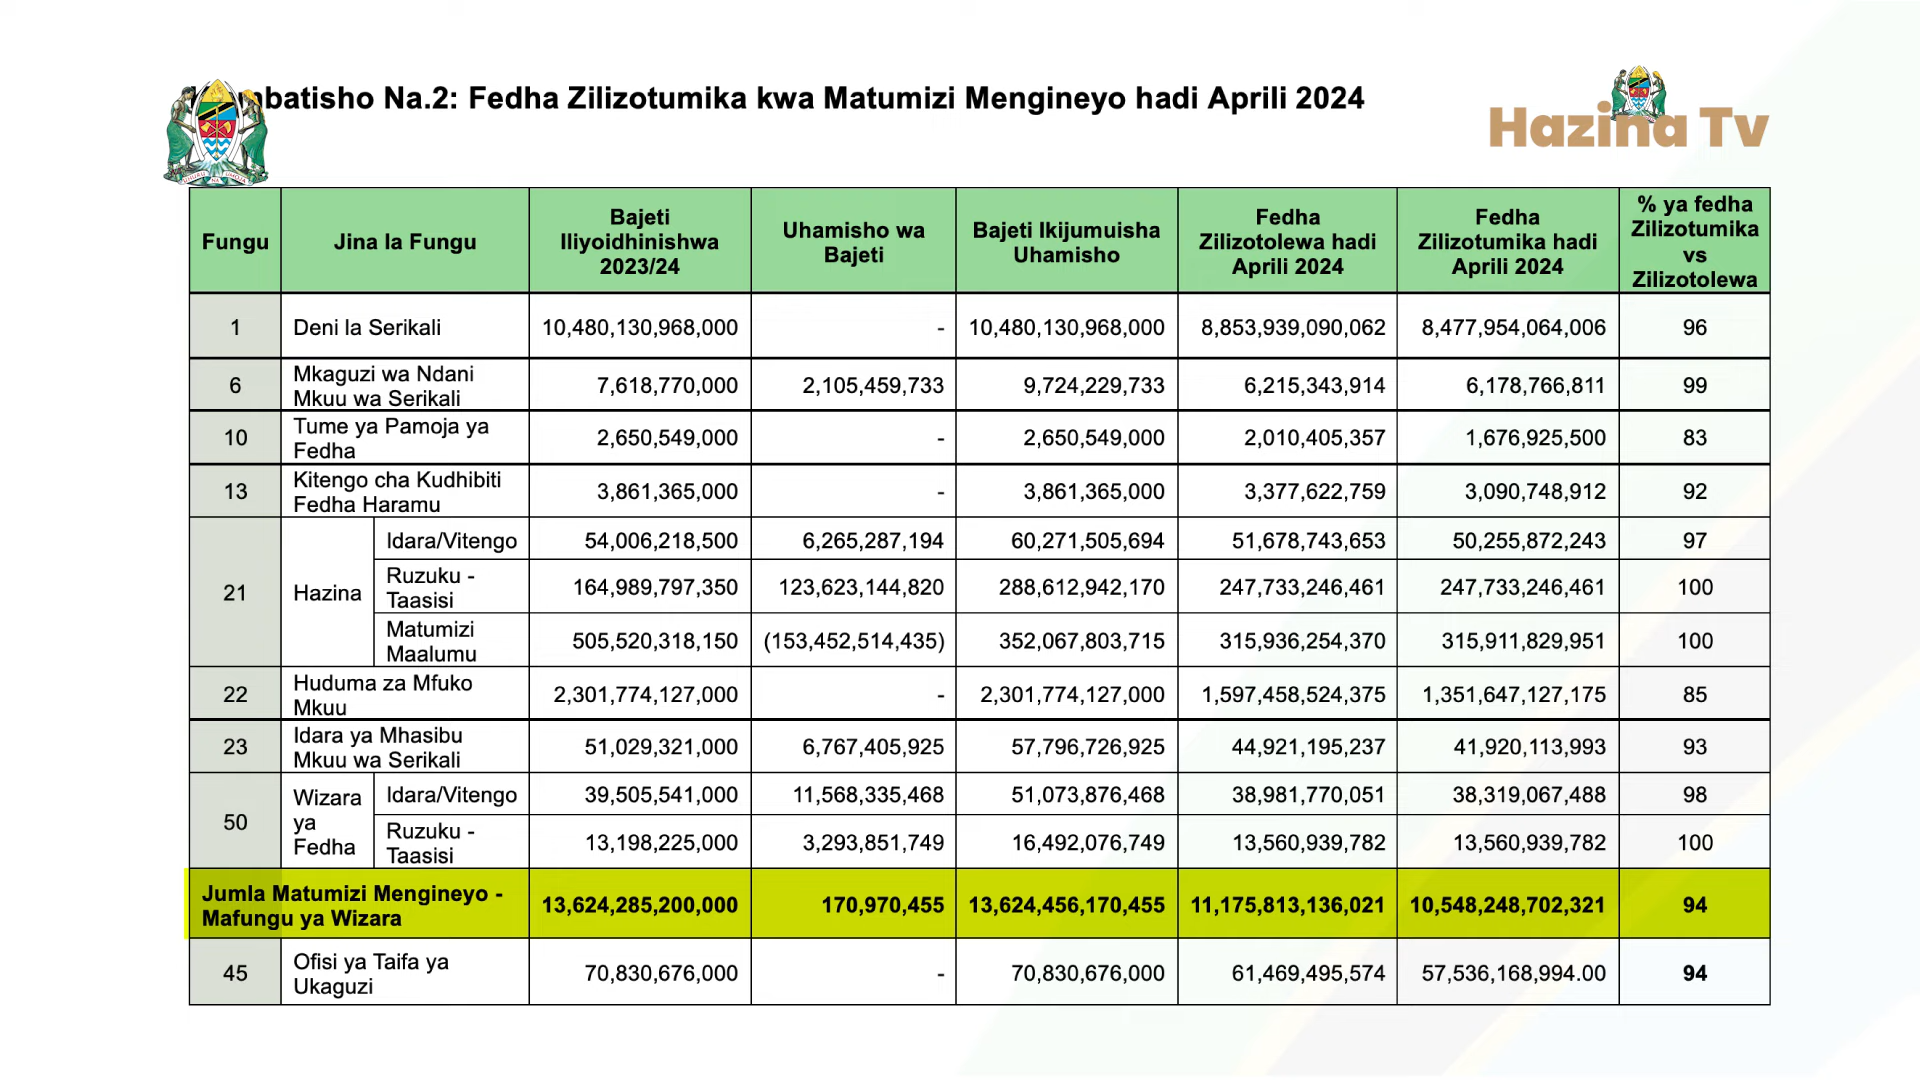 mbatisho Na.2: Fedha Zilizotumika kwa Matumizi Mengineyo hadi Aprili 2024
Hazina Tv
UHURU NA UMOJA
Fungu
Jina la Fungu
Bajeti
Iliyoidhinishwa
2023/24
Uhamisho wa
Bajeti
Bajeti Ikijumuisha
Uhamisho
Fedha
Zilizotolewa hadi
Aprili 2024
Fedha
Zilizotumika hadi
Aprili 2024
% ya fedha
Zilizotumika
vs
Zilizotolewa
1 Deni la Serikali 10,480,130,968,000 - 10,480,130,968,000 8,853,939,090,062 8,477,954,064,006 96
6 Mkaguzi wa Ndani
Mkuu wa Serikali 7,618,770,000 2,105,459,733 9,724,229,733 6,215,343,914 6,178,766,811 99
10 Tume ya Pamoja ya
Fedha 2,650,549,000 - 2,650,549,000 2,010,405,357 1,676,925,500 83
13 Kitengo cha Kudhibiti
Fedha Haramu 3,861,365,000 - 3,861,365,000 3,377,622,759 3,090,748,912 92
21 Hazina
Idara/Vitengo 54,006,218,500 6,265,287,194 60,271,505,694 51,678,743,653 50,255,872,243 97
Ruzuku -
Taasisi 164,989,797,350 123,623,144,820 288,612,942,170 247,733,246,461 247,733,246,461 100
Matumizi
Maalumu 505,520,318,150 (153,452,514,435) 352,067,803,715 315,936,254,370 315,911,829,951 100
22 Huduma za Mfuko
Mkuu 2,301,774,127,000 - 2,301,774,127,000 1,597,458,524,375 1,351,647,127,175 85
23 Idara ya Mhasibu
Mkuu wa Serikali 51,029,321,000 6,767,405,925 57,796,726,925 44,921,195,237 41,920,113,993 93
50 Wizara
ya
Fedha
Idara/Vitengo 39,505,541,000 11,568,335,468 51,073,876,468 38,981,770,051 38,319,067,488 98
Ruzuku -
Taasisi 13,198,225,000 3,293,851,749 16,492,076,749 13,560,939,782 13,560,939,782 100
Jumla Matumizi Mengineyo -
Mafungu ya Wizara 13,624,285,200,000 170,970,455 13,624,456,170,455 11,175,813,136,021 10,548,248,702,321 94
45 Ofisi ya Taifa ya
Ukaguzi 70,830,676,000 - 70,830,676,000 61,469,495,574 57,536,168,994.00 94